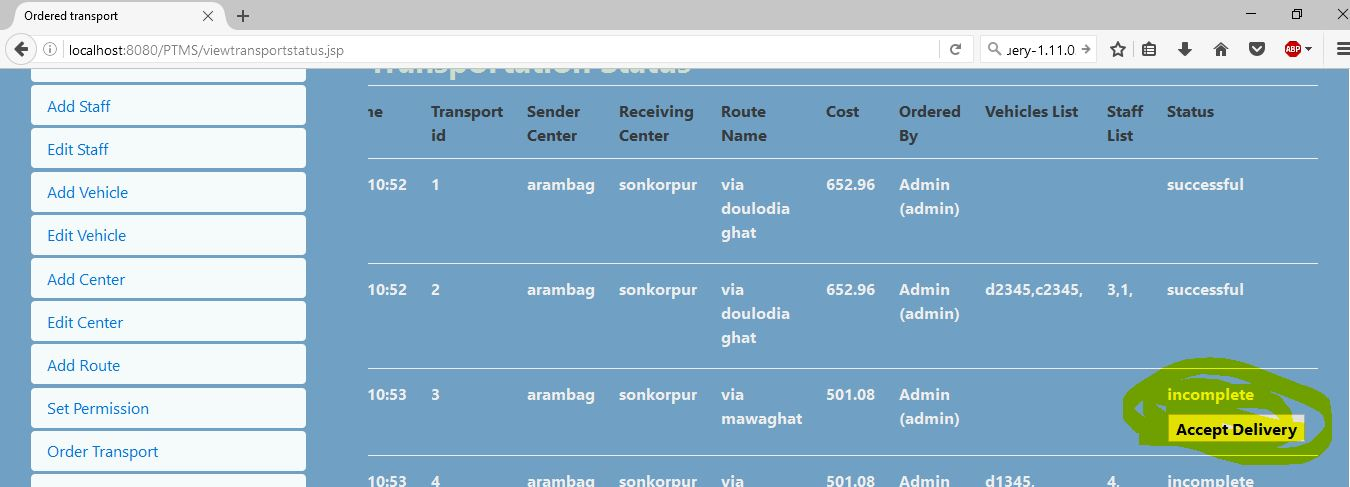 Ordered transport
localhost:8080/PTMS/viewtransportstatus.jsp
uery-1.11.0
ABP
Transportation Status
Add Staff
Edit Staff
Add Vehicle
Edit Vehicle
Add Center
Edit Center
Add Route
Set Permission
Order Transport
ne Transport Sender Receiving Route Cost Ordered Vehicles List Staff Status
id Center Center Name By List
10:52 1 arambag sonkorpur via 652.96 Admin successful
doulodia (admin)
ghat
10:52 2 arambag sonkorpur via 652.96 Admin d2345,c2345, 3,1, successful
doulodia (admin)
ghat
10:53 3 arambag sonkorpur via 501.08 Admin incomplete
mawaghat (admin) Accept Delivery
10:53 4 arambag sonkorpur via 501.08 Admin d1345, 4, incomplete